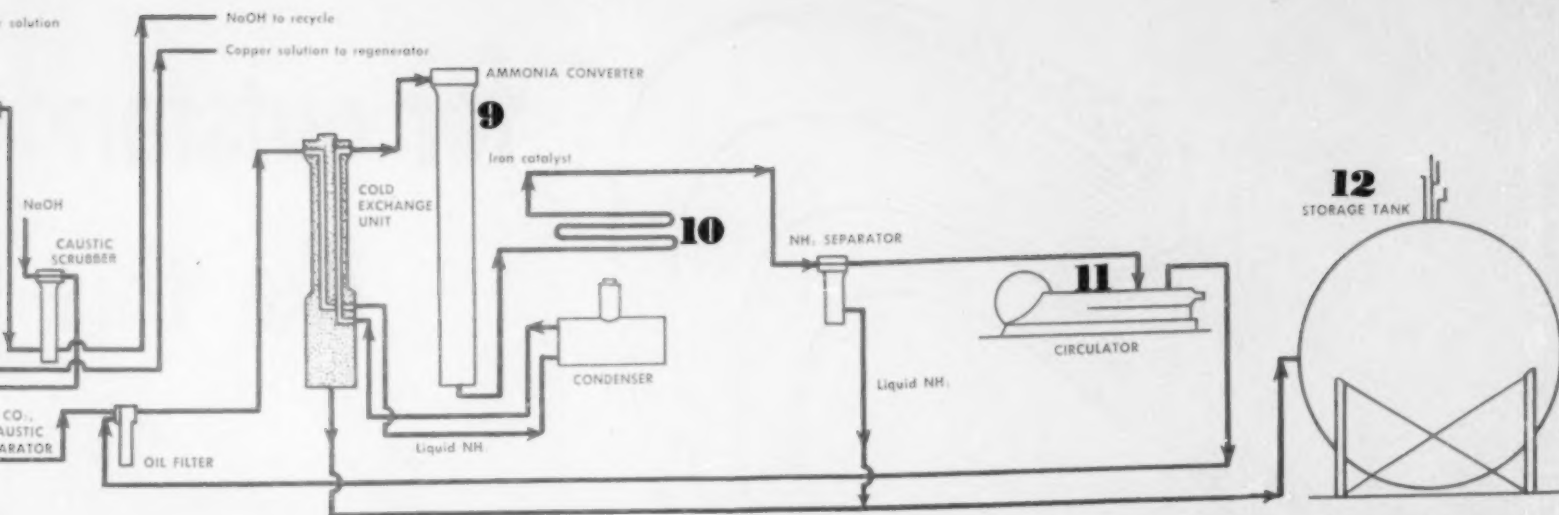 solution
NaOH to recycle
Copper solution to regenerator
AMMONIA CONVERTER
9
Iron catalyst
COLD
EXCHANGE
UNIT
10
NaOH
CAUSTIC
SCRUBBER
NH₃ SEPARATOR
11
CIRCULATOR
12
STORAGE TANK
CONDENSER
Liquid NH₃
CO₂,
AUSTIC
ARATOR
OIL FILTER
Liquid NH